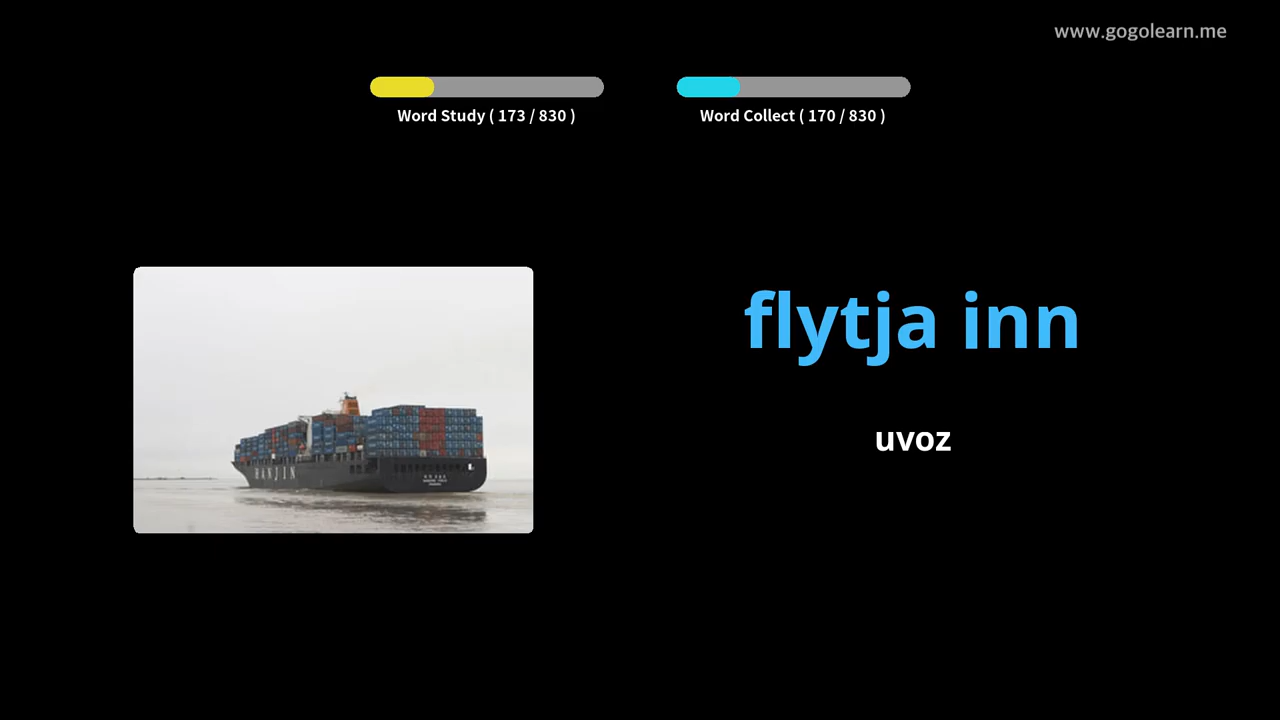 www.gogolearn.me
Word Study ( 173 / 830 )
Word Collect ( 170 / 830 )
flytja inn
uvoz
HANJIN